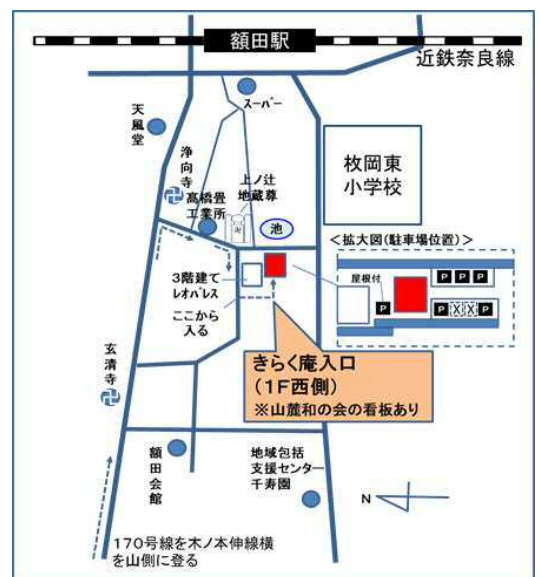 額田駅
近鉄奈良線
スーパー
天風堂
浄向寺
卍
髙橋畳
工業所
上ノ辻
地蔵尊
池
枚岡東
小学校
<拡大図(駐車場位置)>
屋根付
P
P
P
P
P
X
X
P
3階建て
レオパレス
ここから
入る
きらく庵入口
(1F西側)
※山麓和の会の看板あり
玄清寺
卍
額田会館
地域包括
支援センター
千寿園
N
170号線を木ノ本伸線横
を山側に登る